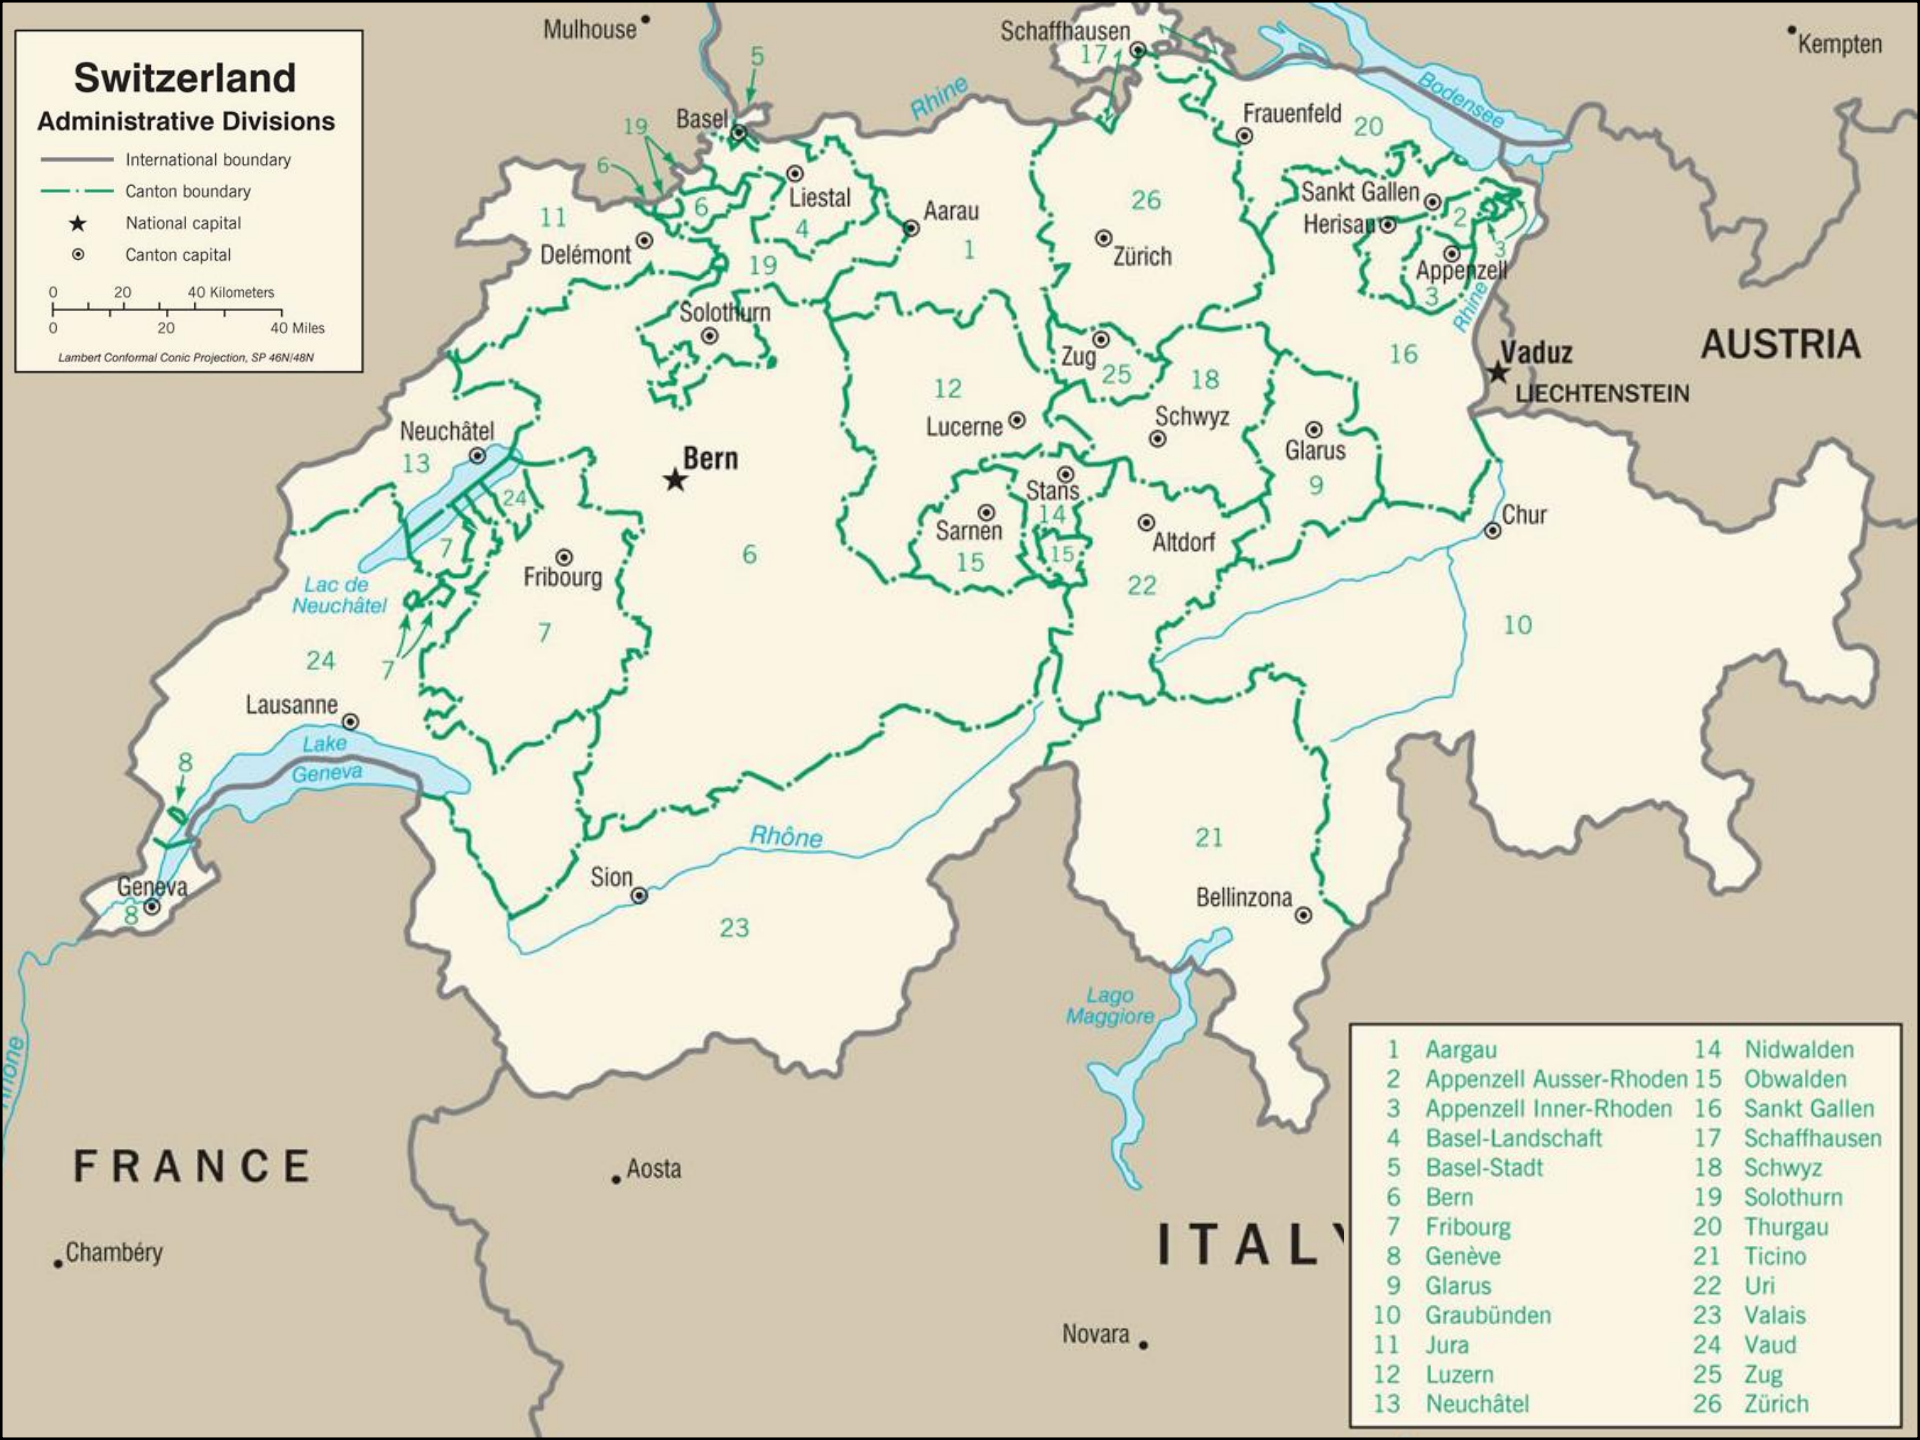 Switzerland
Administrative Divisions
International boundary
Canton boundary
National capital
Canton capital
0 20 40 Kilometers
0 20 40 Miles
Lambert Conformal Conic Projection, SP 46N/48N
Mulhouse
Schaffhausen
17
Kempten
5
Rhine
Bodensee
Basel
19
6
Frauenfeld
20
11
6
Liestal
4
Aarau
1
26
Sankt Gallen
Herisau
2
3
Delémont
19
Zürich
Appenzell
3
Rhine
Solothurn
Zug
25
18
16
Vaduz
LIECHTENSTEIN
AUSTRIA
12
Lucerne
Schwyz
Neuchâtel
13
Glarus
9
Bern
24
Stans
14
Sarnen
15
15
Altdorf
22
Chur
7
Fribourg
6
Lac de
Neuchâtel
7
10
24
7
Lausanne
Lake
Geneva
8
21
Rhône
Sion
Bellinzona
Geneva
8
23
Lago
Maggiore
FRANCE
Aosta
Chambéry
ITALY
Novara
1 Aargau
2 Appenzell Ausser-Rhoden
3 Appenzell Inner-Rhoden
4 Basel-Landschaft
5 Basel-Stadt
6 Bern
7 Fribourg
8 Genève
9 Glarus
10 Graubünden
11 Jura
12 Luzern
13 Neuchâtel
14 Nidwalden
15 Obwalden
16 Sankt Gallen
17 Schaffhausen
18 Schwyz
19 Solothurn
20 Thurgau
21 Ticino
22 Uri
23 Valais
24 Vaud
25 Zug
26 Zürich